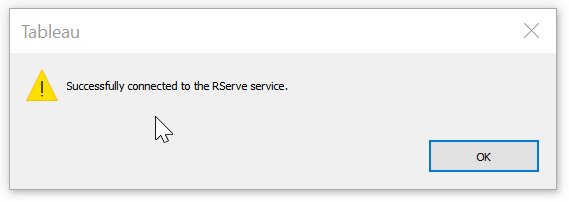 Tableau
Successfully connected to the RServe service.
OK